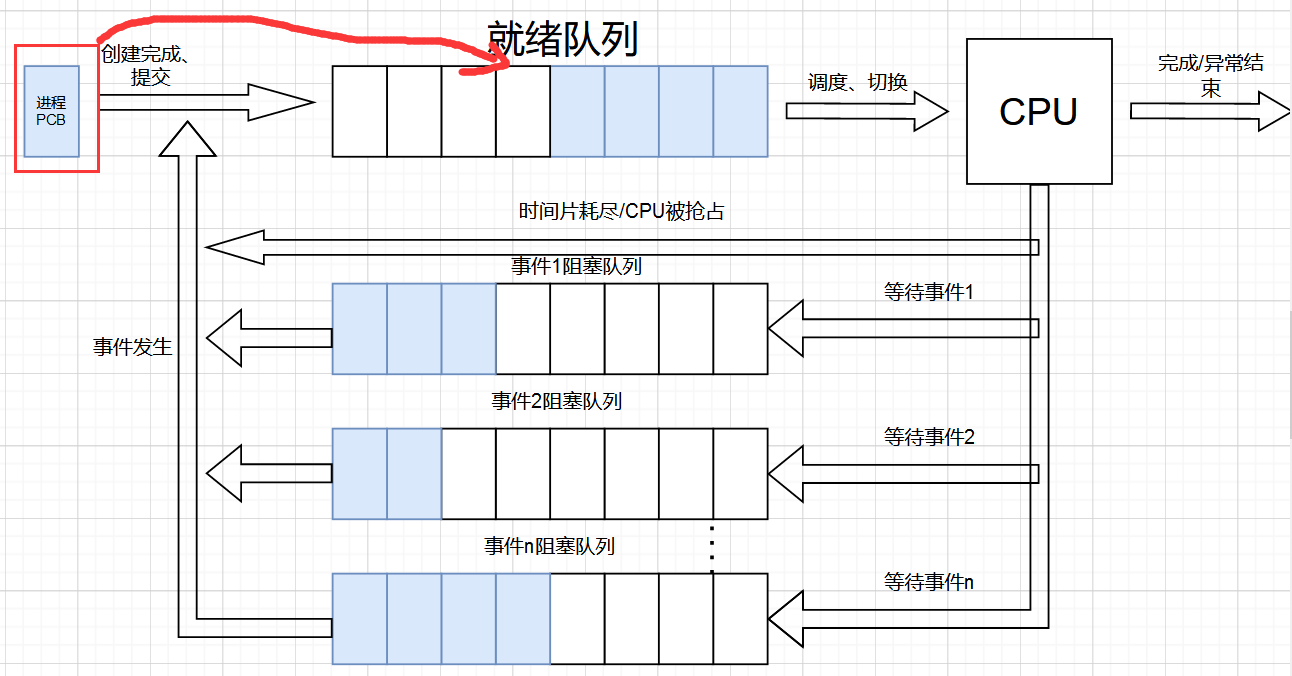 就绪队列
创建完成、
提交
进程
PCB
调度、切换
CPU
完成/异常结
束
时间片耗尽/CPU被抢占
事件1阻塞队列
等待事件1
事件发生
事件2阻塞队列
等待事件2
事件n阻塞队列
等待事件n